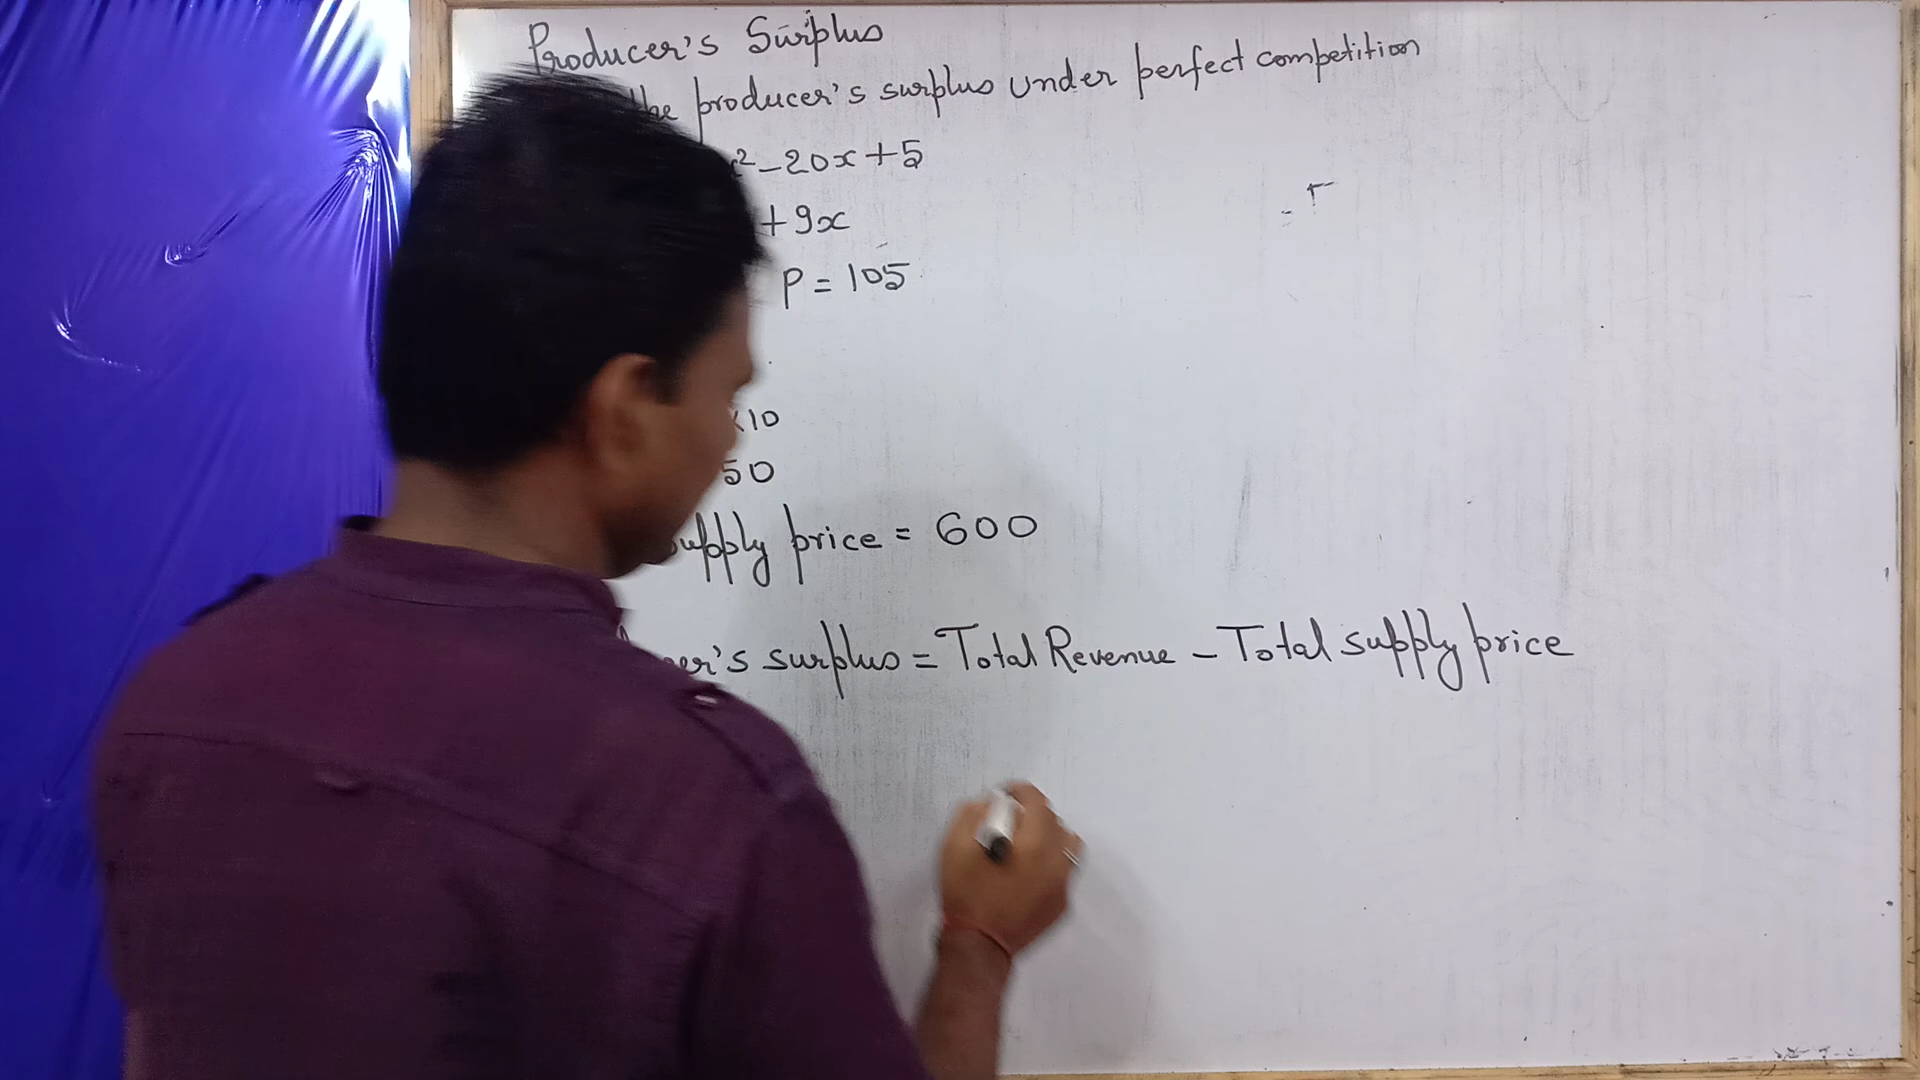 Producer's Surplus
the producer's surplus under perfect competition
² - 20x + 5
+ 9x
P = 105
×10
50
supply price = 600
er's surplus = Total Revenue - Total supply price